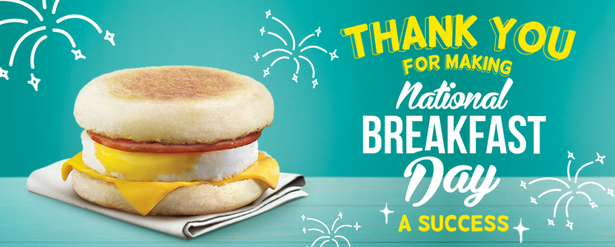 THANK YOU
FOR MAKING
National
BREAKFAST
Day
A SUCCESS